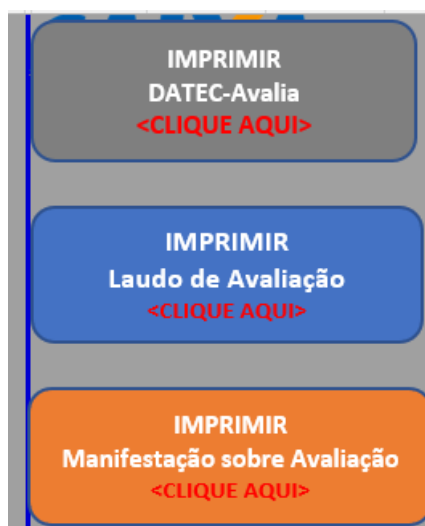 IMPRIMIR
DATEC-Avalia
<CLIQUE AQUI>
IMPRIMIR
Laudo de Avaliação
<CLIQUE AQUI>
IMPRIMIR
Manifestação sobre Avaliação
<CLIQUE AQUI>